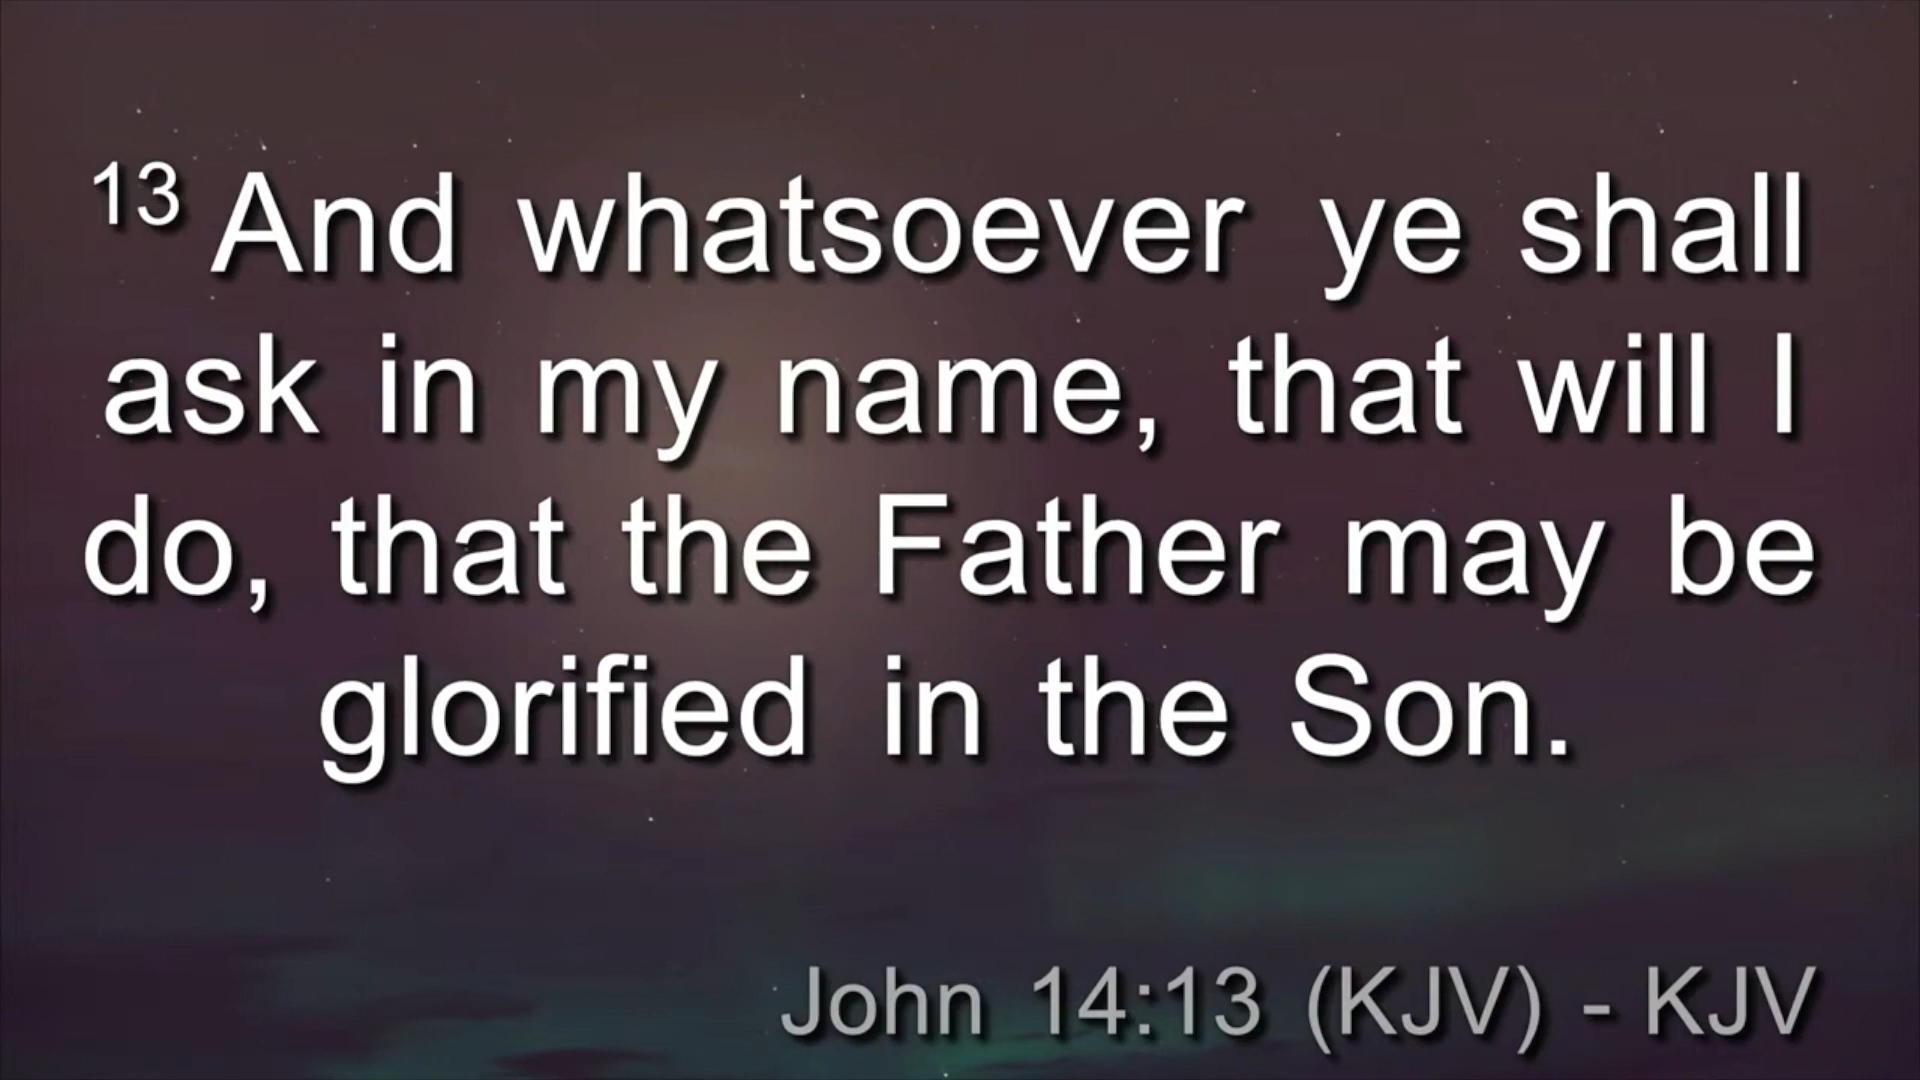 13 And whatsoever ye shall
ask in my name, that will I
do, that the Father may be
glorified in the Son.
John 14:13 (KJV) - KJV